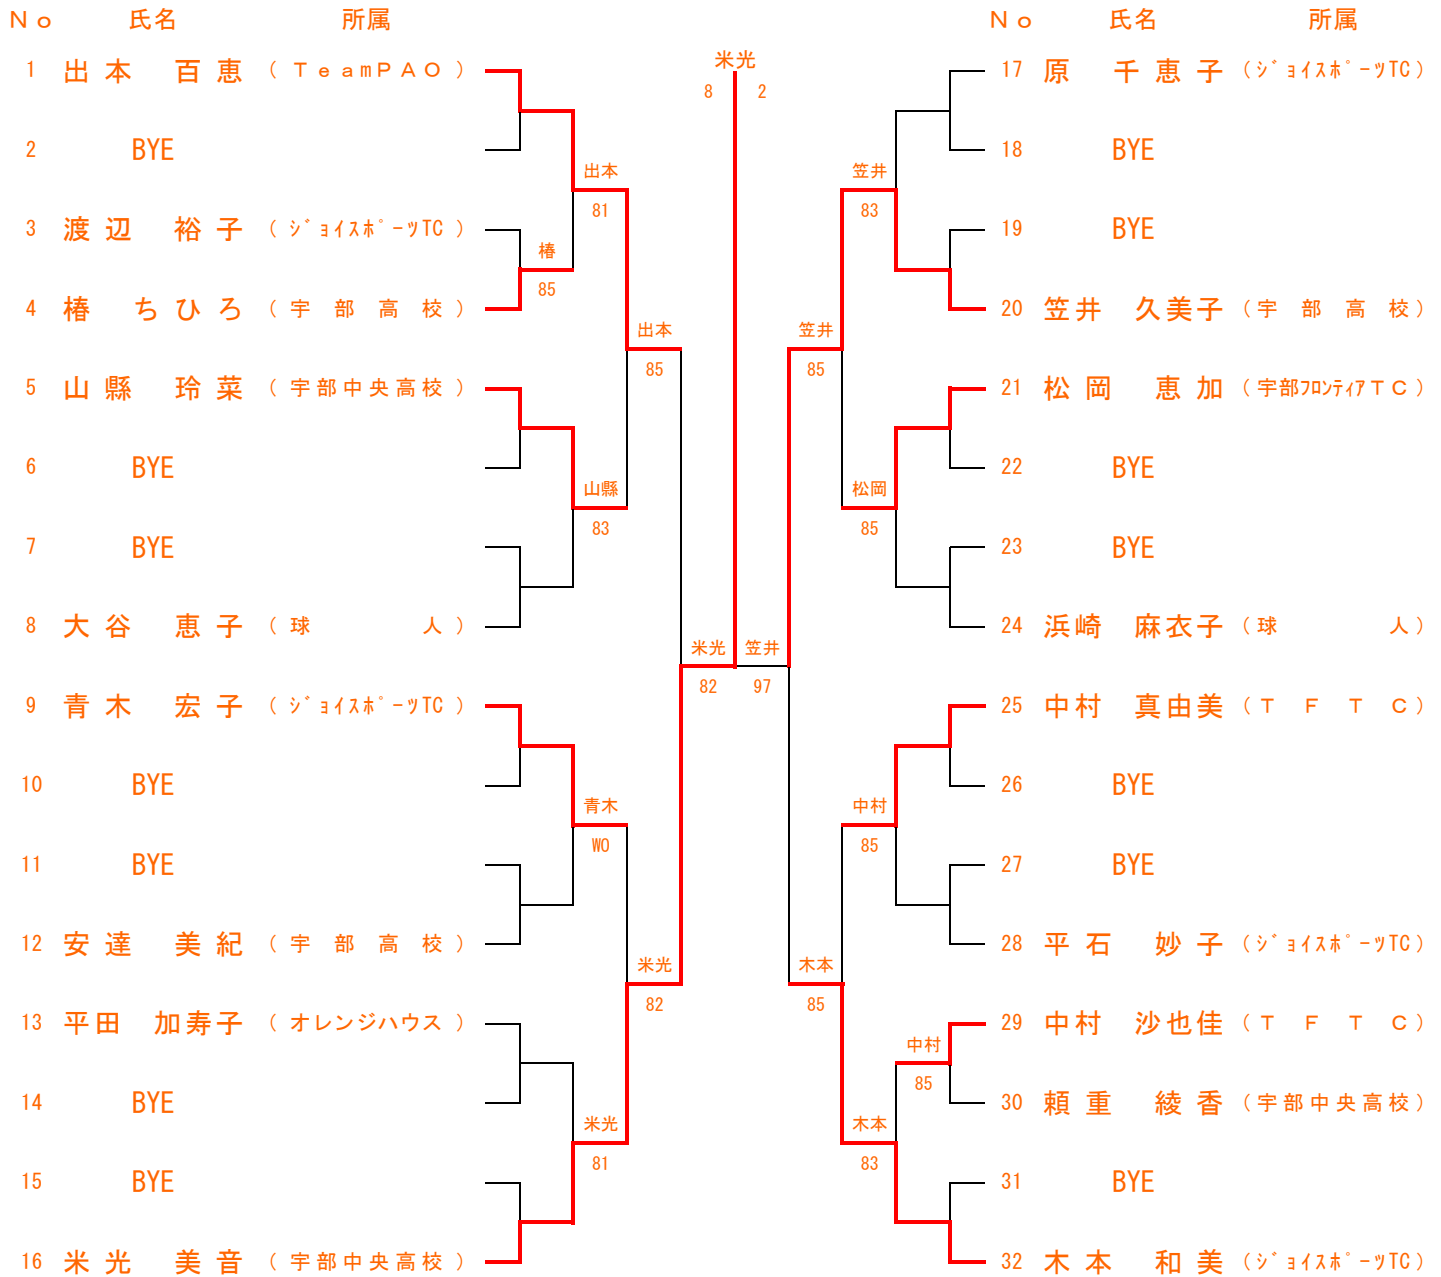 Ｎｏ 氏名 所属
1 出本 百恵 （ＴｅａｍＰＡＯ）
2 BYE
3 渡辺 裕子 （ｼﾞｮｲｽﾎﾟｰﾂTC）
4 椿 ちひろ （宇部高校）
5 山縣 玲菜 （宇部中央高校）
6 BYE
7 BYE
8 大谷 恵子 （球人）
9 青木 宏子 （ｼﾞｮｲｽﾎﾟｰﾂTC）
10 BYE
11 BYE
12 安達 美紀 （宇部高校）
13 平田 加寿子 （オレンジハウス）
14 BYE
15 BYE
16 米光 美音 （宇部中央高校）
椿
85
出本
81
山縣
83
青木
WO
米光
81
出本
85
米光
82
米光
82
米光
8 2
笠井
97
笠井
85
木本
85
笠井
83
松岡
85
中村
85
木本
83
中村
85
Ｎｏ 氏名 所属
17 原 千恵子 （ｼﾞｮｲｽﾎﾟｰﾂTC）
18 BYE
19 BYE
20 笠井 久美子 （宇部高校）
21 松岡 恵加 （宇部ﾌﾛﾝﾃｨｱＴＣ）
22 BYE
23 BYE
24 浜崎 麻衣子 （球人）
25 中村 真由美 （ＴＦＴＣ）
26 BYE
27 BYE
28 平石 妙子 （ｼﾞｮｲｽﾎﾟｰﾂTC）
29 中村 沙也佳 （ＴＦＴＣ）
30 頼重 綾香 （宇部中央高校）
31 BYE
32 木本 和美 （ｼﾞｮｲｽﾎﾟｰﾂTC）